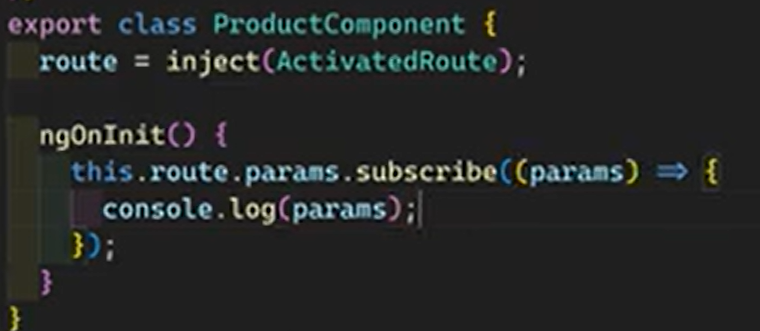 export class ProductComponent {
route = inject(ActivatedRoute);
ngOnInit() {
this.route.params.subscribe((params) => {
console.log(params);
});
}
}